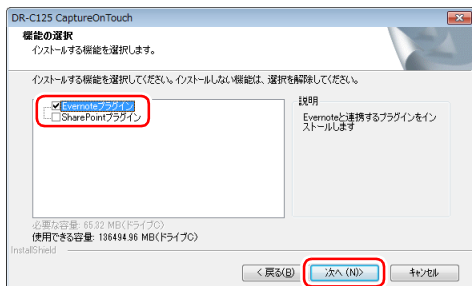 DR-C125 CaptureOnTouch
機能の選択
インストールする機能を選択します。
インストールする機能を選択してください。インストールしない機能は、選択を解除してください。
Evernoteプラグイン
SharePointプラグイン
説明
Evernoteと連携するプラグインをイン
ストールします
必要な容量: 65.92 MB(ドライブC)
使用できる容量: 136494.96 MB(ドライブC)
InstallShield
< 戻る(B)
次へ (N)>
キャンセル